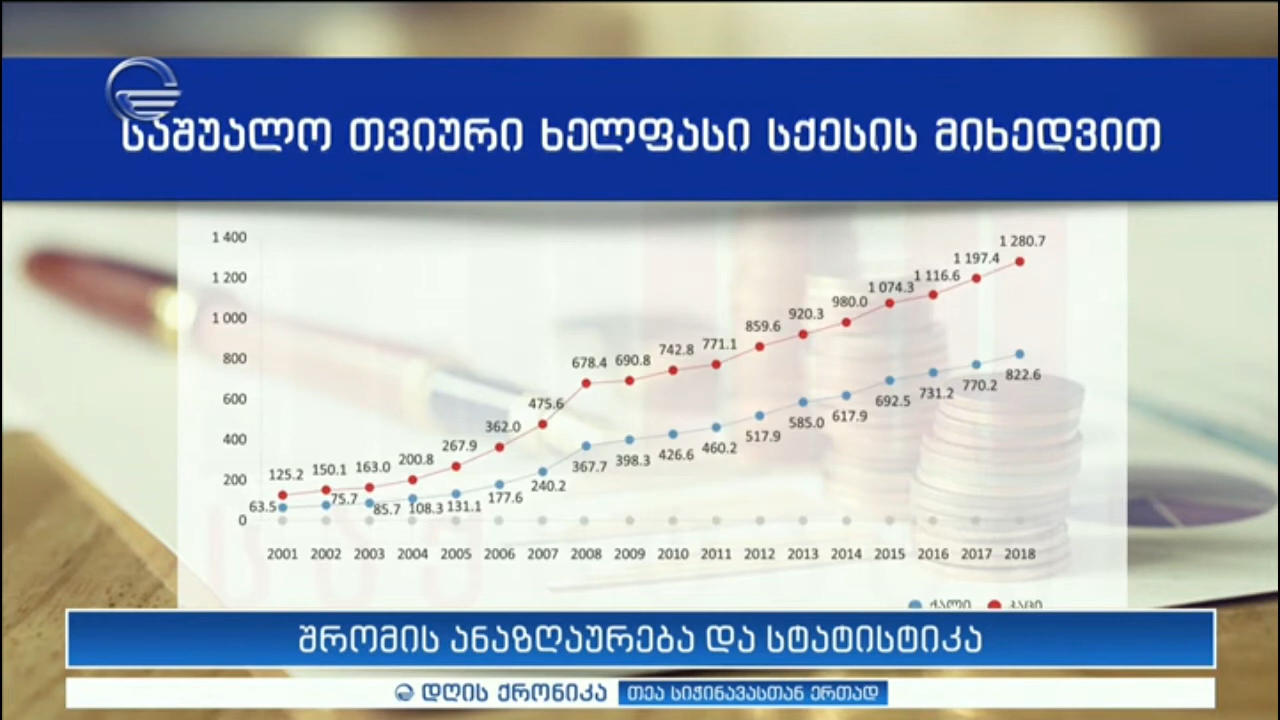 საშუალო თვიური ხელფასი სქესის მიხედვით
1 400
1 200
1 000
800
600
400
200
0
125.2 150.1 163.0 200.8 267.9 362.0 475.6 678.4 690.8 742.8 771.1 859.6 920.3 980.0 1 074.3 1 116.6 1 197.4 1 280.7
63.5 75.7 85.7 108.3 131.1 177.6 240.2 367.7 398.3 426.6 460.2 517.9 585.0 617.9 692.5 731.2 770.2 822.6
2001 2002 2003 2004 2005 2006 2007 2008 2009 2010 2011 2012 2013 2014 2015 2016 2017 2018
ქალი კაცი
შრომის ანაზღაურება და სტატისტიკა
დღის ქრონიკა თეა სიჭინავასთან ერთად